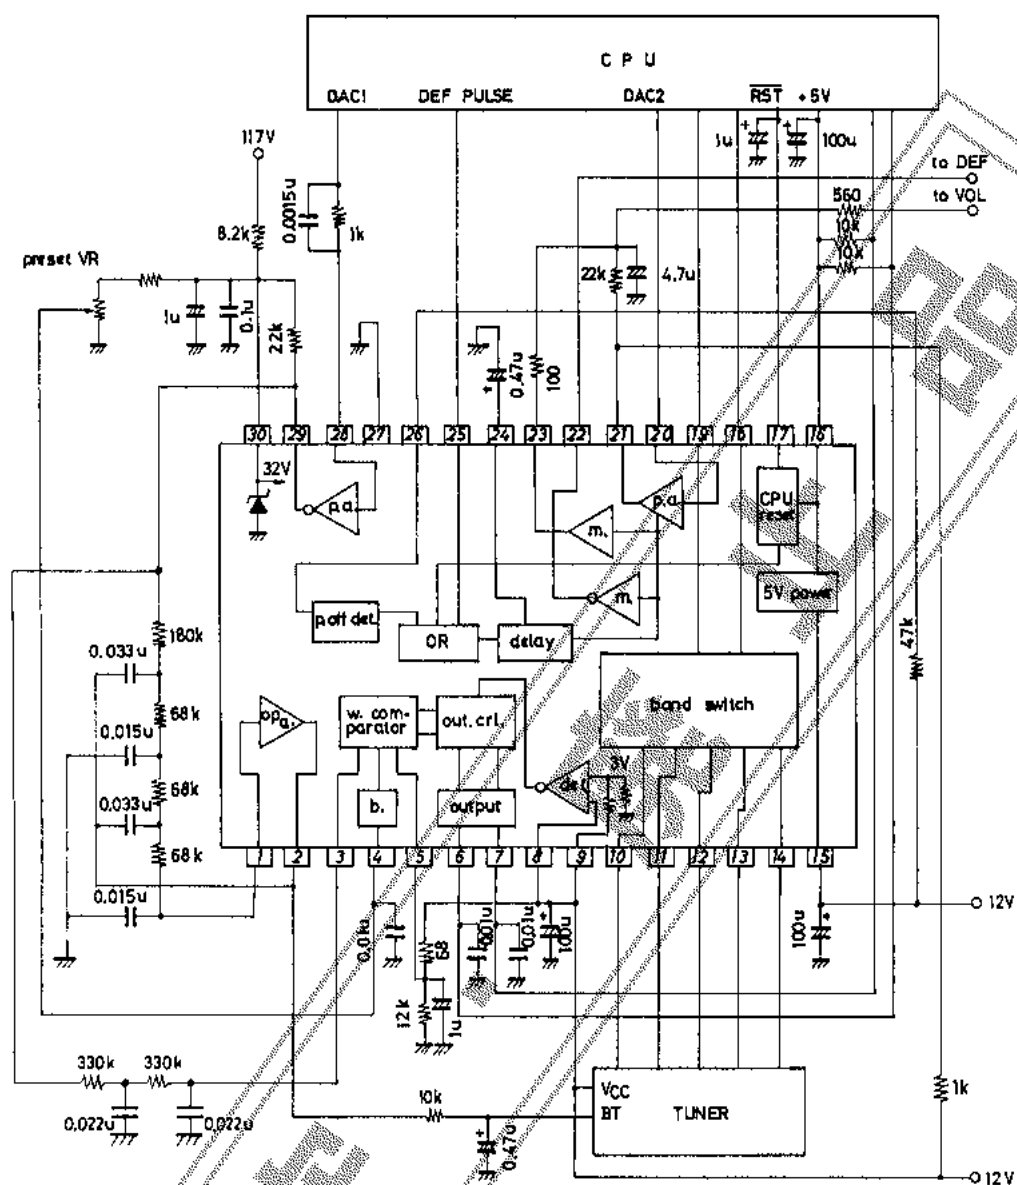 C P U
DAC1 DEF PULSE DAC2 RST +5V
117V
1u 100u
to DEF
to VOL
560
10k
10k
0.0015u
1k
8.2k
preset VR
1u
0.1u
22k
22k 4.7u
0.47u
100
30 29 28 27 26 25 24 23 22 21 20 19 18 17 16
32V
p.a.
p.a.
m.
m.
CPU reset
5V power
p.off det.
OR
delay
47k
180k
0.033u
68k
0.015u
68k
0.033u
68k
0.015u
op a.
w. comparator
out. crl.
band switch
3V
det.
b.
output
1 2 3 4 5 6 7 8 9 10 11 12 13 14 15
12V
0.01u
68
0.01u
0.01u
100u
100u
12k
1u
330k 330k
0.022u 0.022u
10k
0.47u
VCC
BT
TUNER
1k
12V